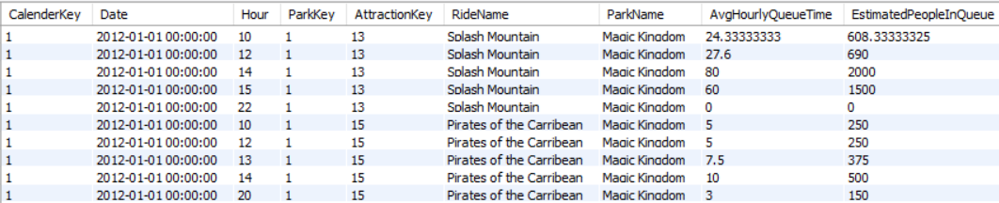 CalenderKey Date Hour ParkKey AttractionKey RideName ParkName AvgHourlyQueueTime EstimatedPeopleInQueue
1 2012-01-01 00:00:00 10 1 13 Splash Mountain Magic Kingdom 24.33333333 608.33333325
1 2012-01-01 00:00:00 12 1 13 Splash Mountain Magic Kingdom 27.6 690
1 2012-01-01 00:00:00 14 1 13 Splash Mountain Magic Kingdom 80 2000
1 2012-01-01 00:00:00 15 1 13 Splash Mountain Magic Kingdom 60 1500
1 2012-01-01 00:00:00 22 1 13 Splash Mountain Magic Kingdom 0 0
1 2012-01-01 00:00:00 10 1 15 Pirates of the Carribean Magic Kingdom 5 250
1 2012-01-01 00:00:00 12 1 15 Pirates of the Carribean Magic Kingdom 5 250
1 2012-01-01 00:00:00 13 1 15 Pirates of the Carribean Magic Kingdom 7.5 375
1 2012-01-01 00:00:00 14 1 15 Pirates of the Carribean Magic Kingdom 10 500
1 2012-01-01 00:00:00 20 1 15 Pirates of the Carribean Magic Kingdom 3 150